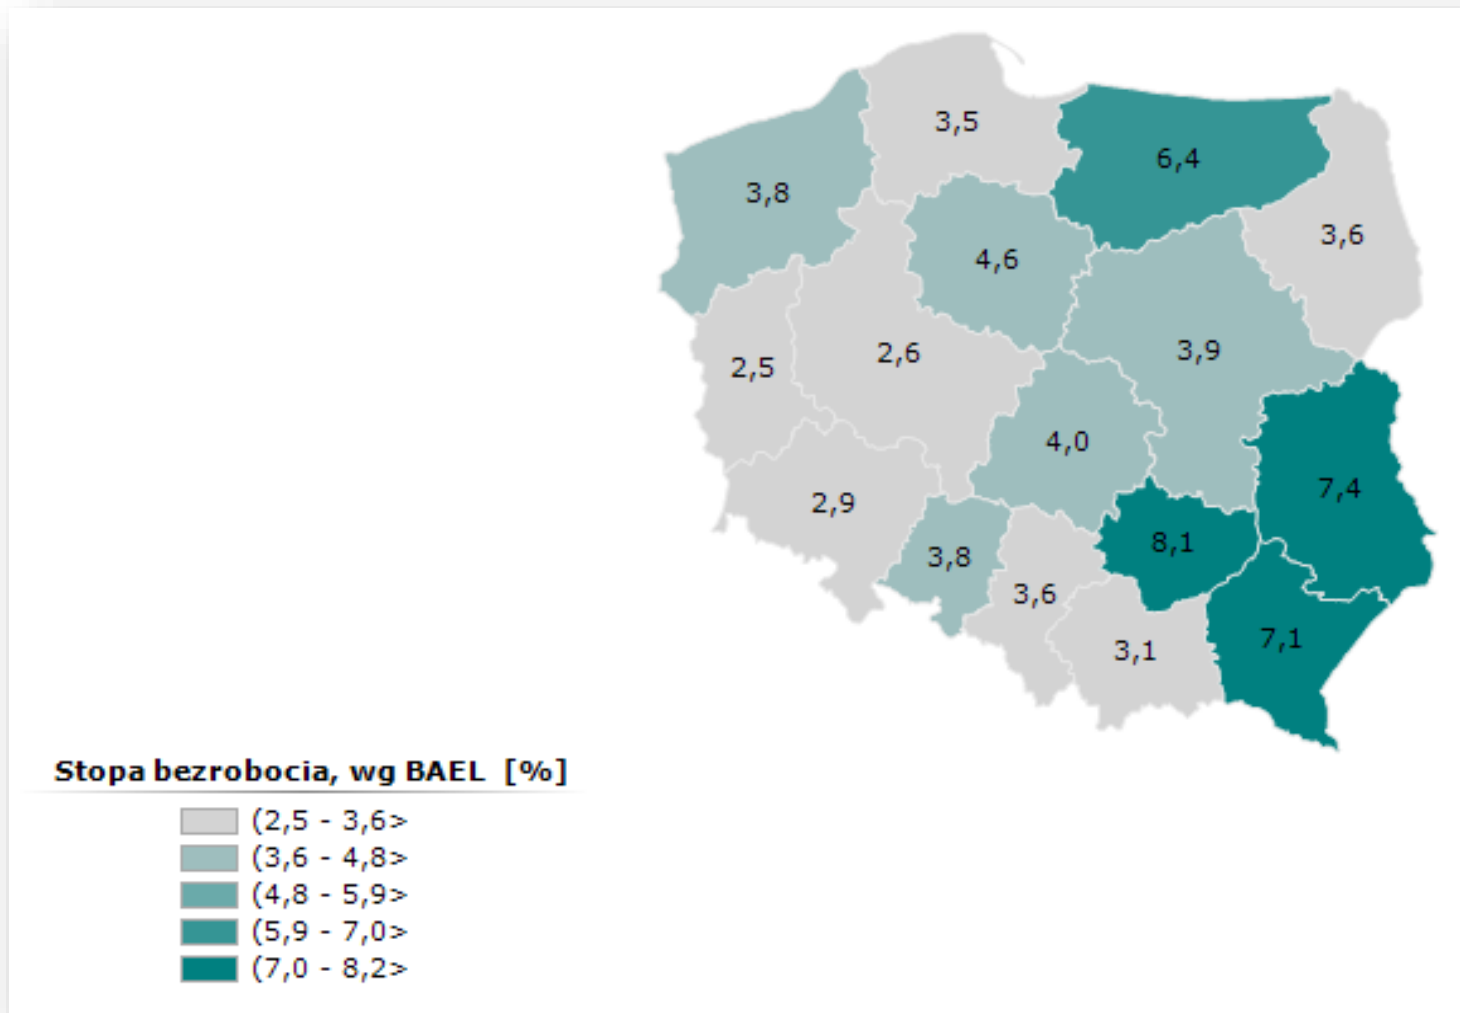 3,5
6,4
3,8
3,6
4,6
3,9
2,6
2,5
4,0
7,4
2,9
8,1
3,8
3,6
7,1
3,1
Stopa bezrobocia, wg BAEL [%]
(2,5 - 3,6>
(3,6 - 4,8>
(4,8 - 5,9>
(5,9 - 7,0>
(7,0 - 8,2>